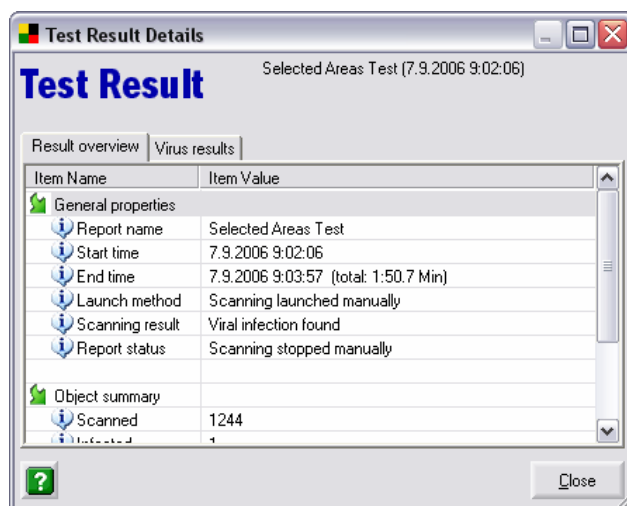 Test Result Details
Test Result
Selected Areas Test (7.9.2006 9:02:06)
Result overview
Virus results
Item Name Item Value
General properties
Report name Selected Areas Test
Start time 7.9.2006 9:02:06
End time 7.9.2006 9:03:57 (total: 1:50.7 Min)
Launch method Scanning launched manually
Scanning result Viral infection found
Report status Scanning stopped manually
Object summary
Scanned 1244
Infected 1
?
Close